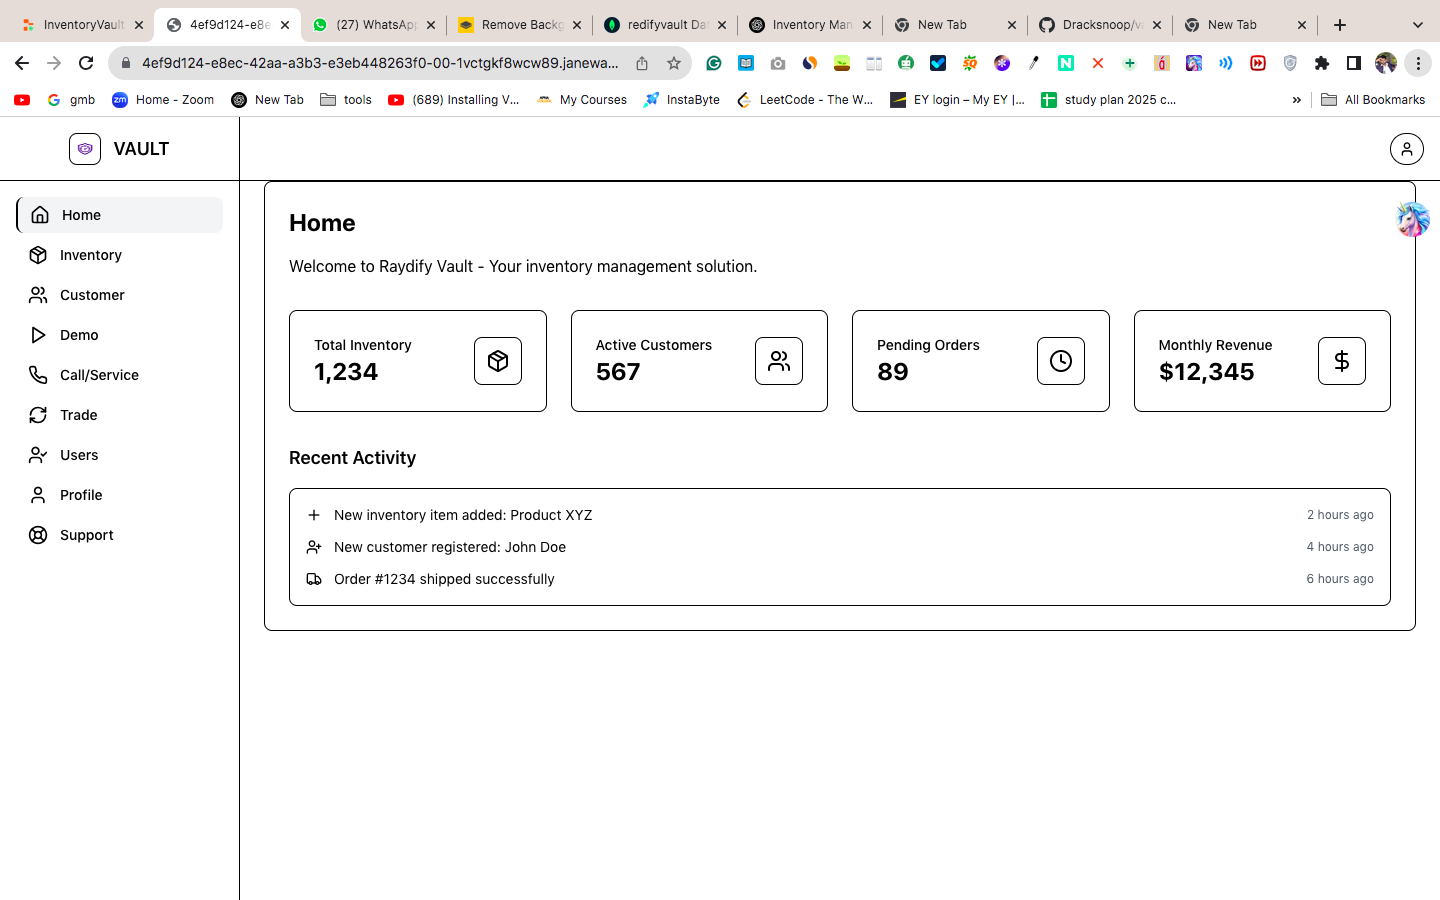 InventoryVault
4ef9d124-e8e
(27) WhatsApp
Remove Backg
redifyvault Dat
Inventory Man
New Tab
Dracksnoop/va
New Tab
4ef9d124-e8ec-42aa-a3b3-e3eb448263f0-00-1vctgkf8wcw89.janewa...
gmb
Home - Zoom
New Tab
tools
(689) Installing V...
My Courses
InstaByte
LeetCode - The W...
EY login – My EY |...
study plan 2025 c...
»
All Bookmarks
VAULT
Home
Inventory
Customer
Demo
Call/Service
Trade
Users
Profile
Support
Home
Welcome to Raydify Vault - Your inventory management solution.
Total Inventory
1,234
Active Customers
567
Pending Orders
89
Monthly Revenue
$12,345
Recent Activity
New inventory item added: Product XYZ
2 hours ago
New customer registered: John Doe
4 hours ago
Order #1234 shipped successfully
6 hours ago